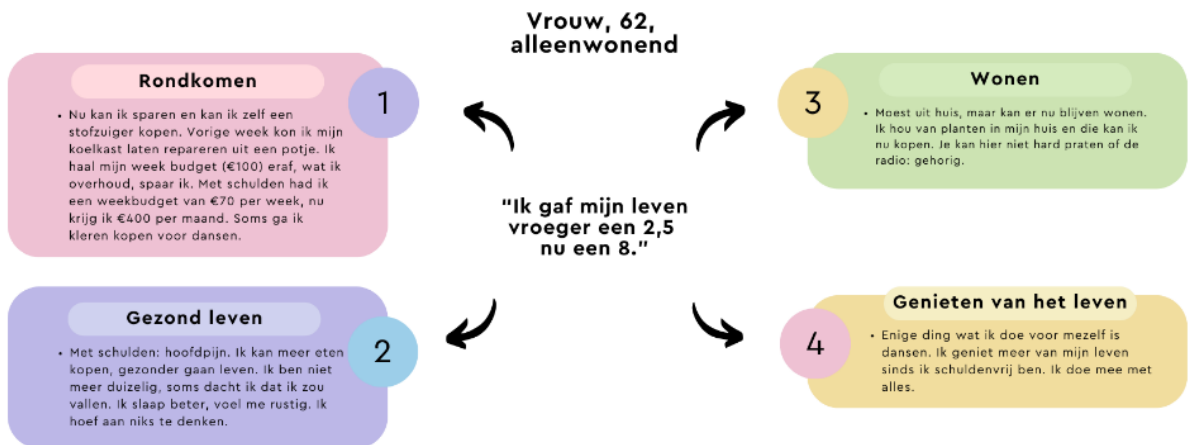 Vrouw, 62,
alleenwonend
Rondkomen
1
• Nu kan ik sparen en kan ik zelf een
stofzuiger kopen. Vorige week kon ik mijn
koelkast laten repareren uit een potje. Ik
haal mijn week budget (€100) eraf, wat ik
overhoud, spaar ik. Met schulden had ik
een weekbudget van €70 per week, nu
krijg ik €400 per maand. Soms ga ik
kleren kopen voor dansen.
3
Wonen
• Moest uit huis, maar kan er nu blijven wonen.
Ik hou van planten in mijn huis en die kan ik
nu kopen. Je kan hier niet hard praten of de
radio: gehorig.
"Ik gaf mijn leven
vroeger een 2,5
nu een 8."
Gezond leven
2
• Met schulden: hoofdpijn. Ik kan meer eten
kopen, gezonder gaan leven. Ik ben niet
meer duizelig, soms dacht ik dat ik zou
vallen. Ik slaap beter, voel me rustig. Ik
hoef aan niks te denken.
4
Genieten van het leven
• Enige ding wat ik doe voor mezelf is
dansen. Ik geniet meer van mijn leven
sinds ik schuldenvrij ben. Ik doe mee met
alles.